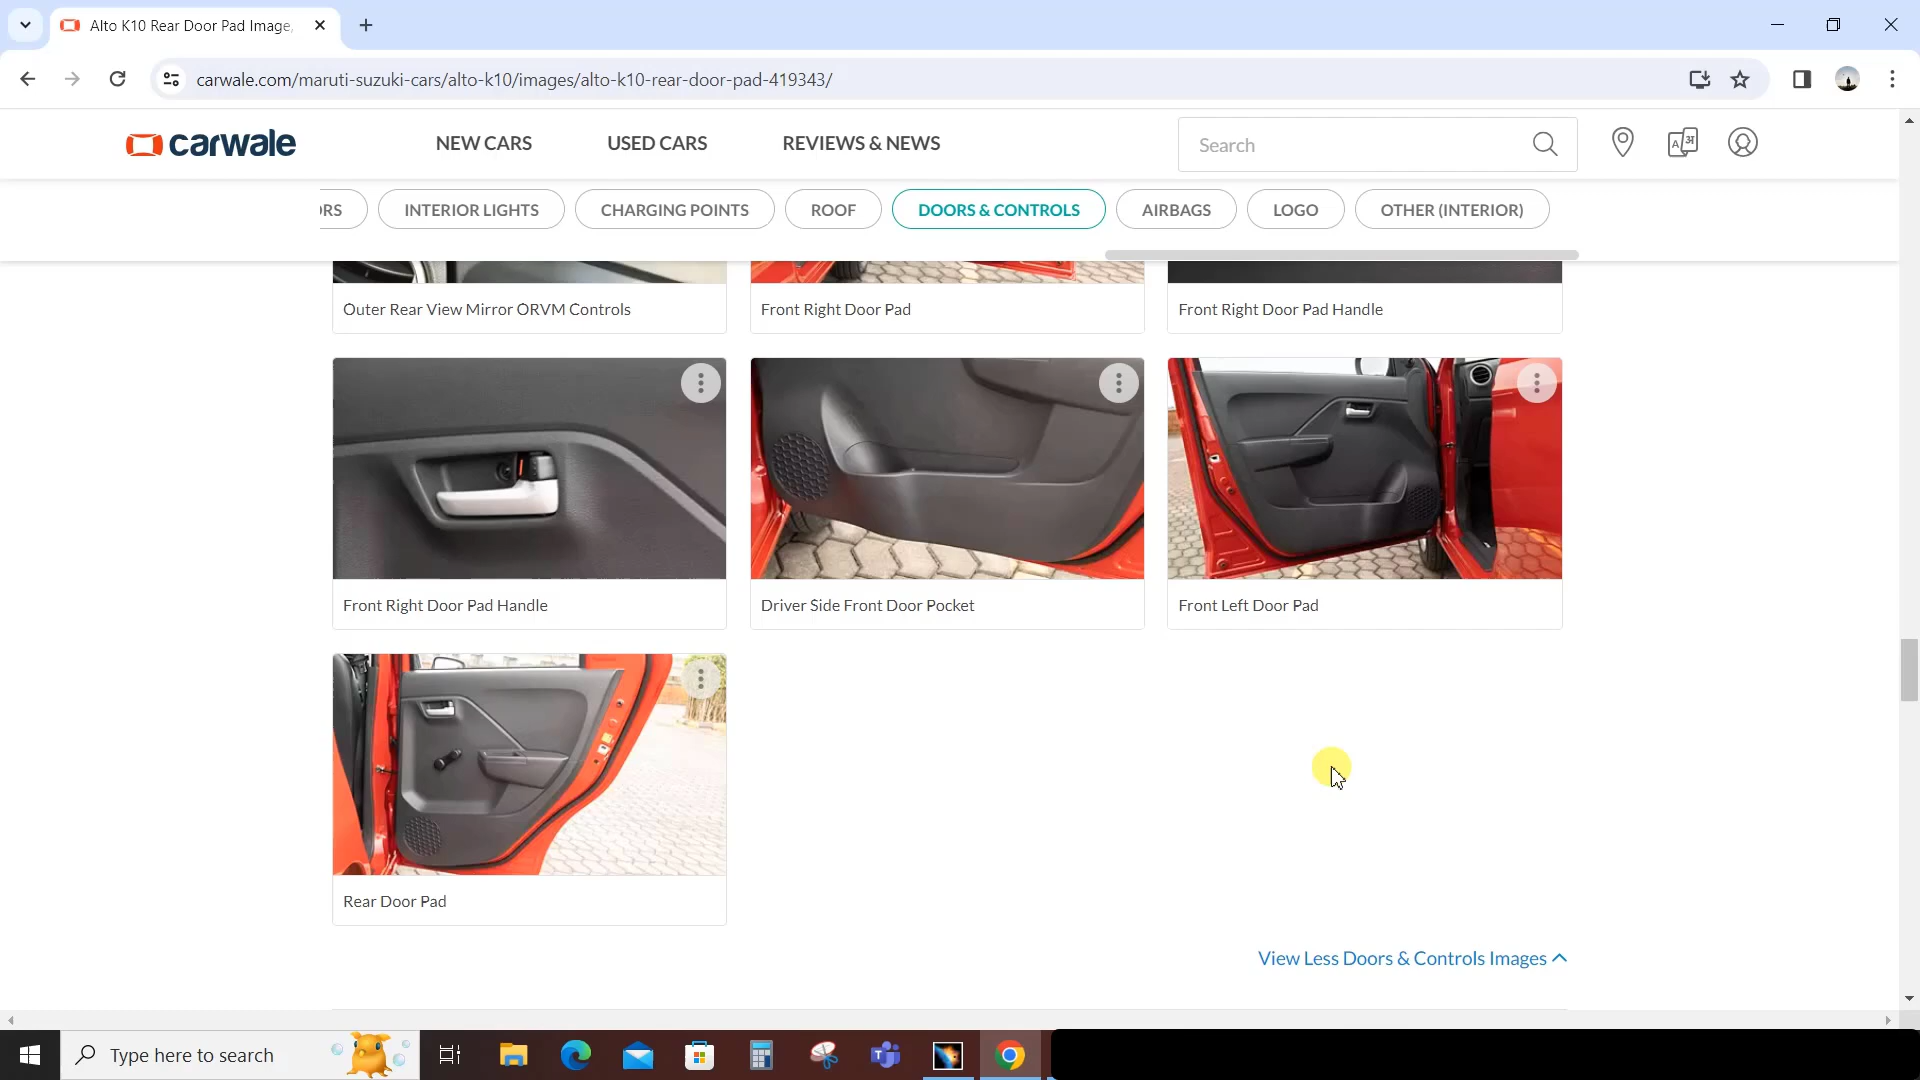 Alto K10 Rear Door Pad Image,
carwale.com/maruti-suzuki-cars/alto-k10/images/alto-k10-rear-door-pad-419343/
carwale
NEW CARS
USED CARS
REVIEWS & NEWS
Search
ORS
INTERIOR LIGHTS
CHARGING POINTS
ROOF
DOORS & CONTROLS
AIRBAGS
LOGO
OTHER (INTERIOR)
Outer Rear View Mirror ORVM Controls
Front Right Door Pad
Front Right Door Pad Handle
Front Right Door Pad Handle
Driver Side Front Door Pocket
Front Left Door Pad
Rear Door Pad
View Less Doors & Controls Images
Type here to search